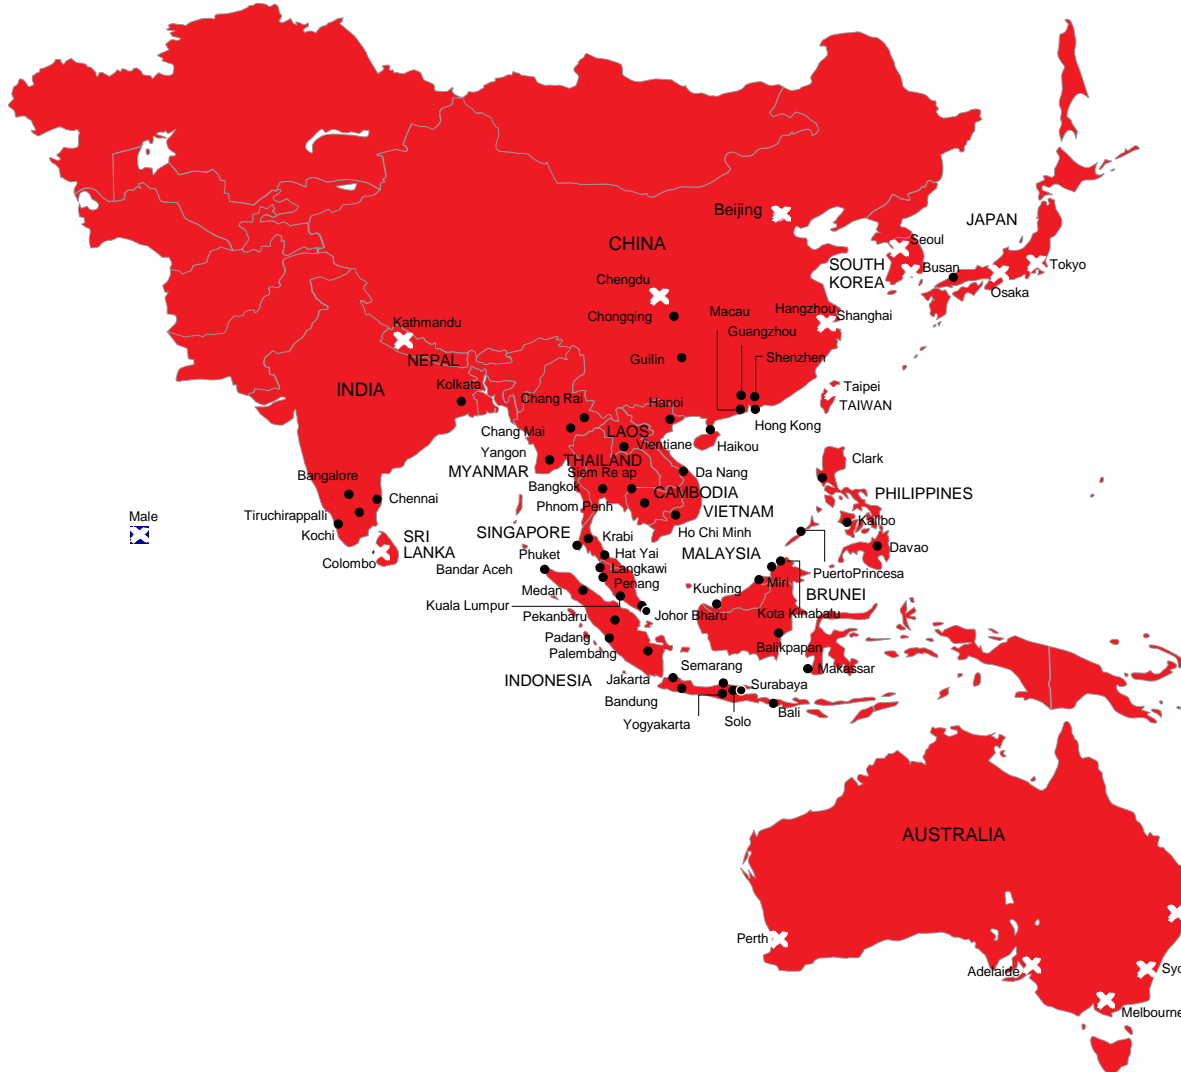 Beijing
JAPAN
Seoul
CHINA
SOUTH
KOREA
Busan
Tokyo
Chengdu
Osaka
Macau
Hangzhou
Shanghai
Chongqing
Guangzhou
Kathmandu
NEPAL
Guilin
Shenzhen
INDIA
Kolkata
Taipei
TAIWAN
Chang Rai
Hanoi
Hong Kong
Chang Mai
LAOS
Vientiane
Haikou
Yangon
MYANMAR
THAILAND
Clark
Siem Re ap
Da Nang
Bangalore
Bangkok
CAMBODIA
PHILIPPINES
Chennai
Phnom Penh
VIETNAM
Male
Tiruchirappalli
Kalibo
Kochi
SRI
LANKA
SINGAPORE
Krabi
Ho Chi Minh
Davao
Colombo
Phuket
Hat Yai
MALAYSIA
Bandar Aceh
Langkawi
PuertoPrincesa
Medan
Penang
Kuching
Miri
BRUNEI
Kuala Lumpur
Johor Bharu
Kota Kinabalu
Pekanbaru
Padang
Palembang
Balikpapan
Semarang
Makassar
INDONESIA
Jakarta
Surabaya
Bandung
Bali
Yogyakarta
Solo
AUSTRALIA
Perth
Adelaide
Syd
Melbourne